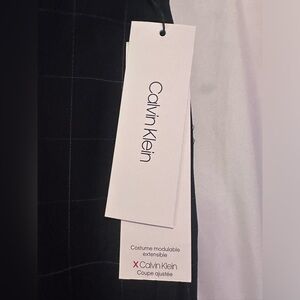 Calvin Klein
Costume modulable
extensible
X Calvin Klein
Coupe ajustée